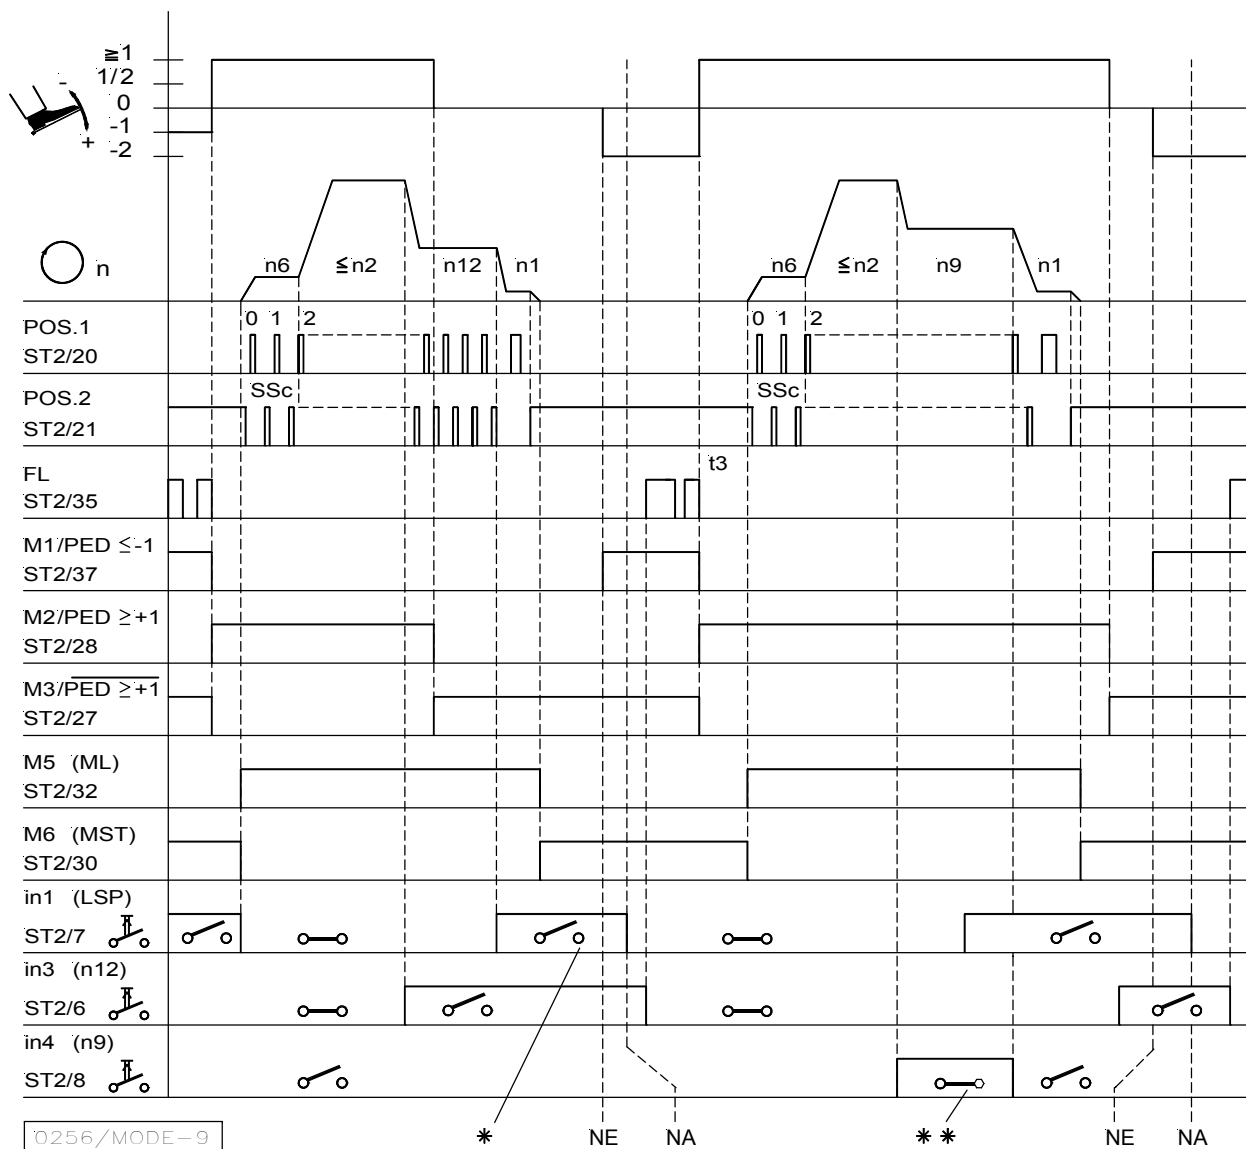 ≧1
1/2
0
-1
-2
-
+
n
n6 ≦n2 n12 n1 n6 ≦n2 n9 n1
POS.1
ST2/20
0 1 2 0 1 2
POS.2
ST2/21
SSc SSc
FL
ST2/35
t3
M1/PED ≤-1
ST2/37
M2/PED ≥+1
ST2/28
M3/PED ≥+1
ST2/27
M5 (ML)
ST2/32
M6 (MST)
ST2/30
in1 (LSP)
ST2/7
in3 (n12)
ST2/6
in4 (n9)
ST2/8
0256/MODE-9
* NE NA ** NE NA